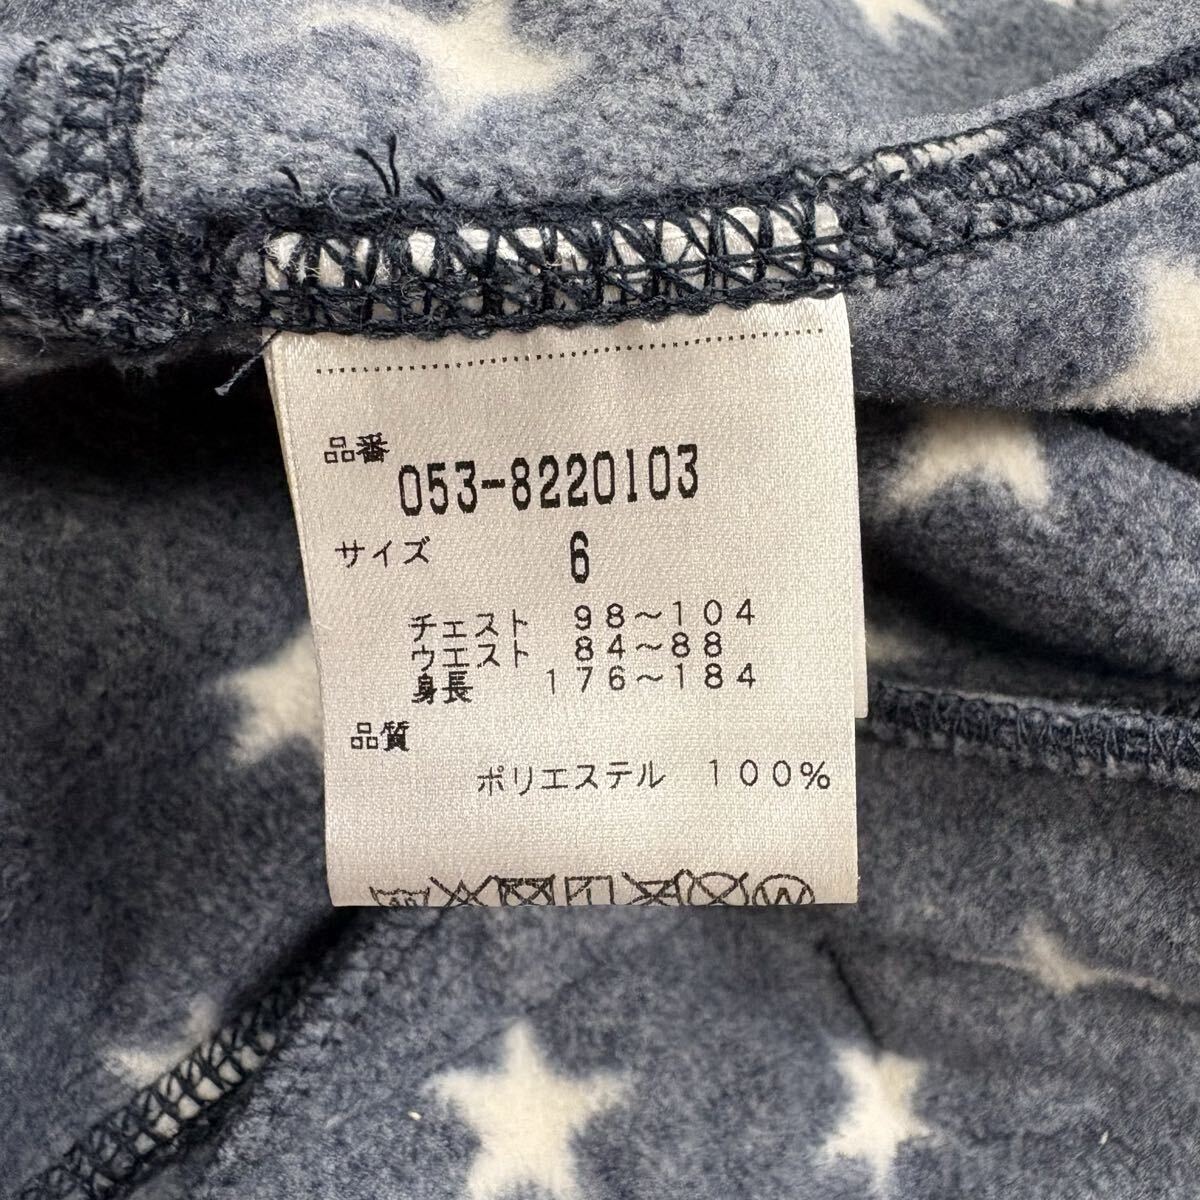 品番
053-8220103
サイズ 6
チェスト 98～104
ウエスト 84～88
身長 176～184
品質
ポリエステル 100%